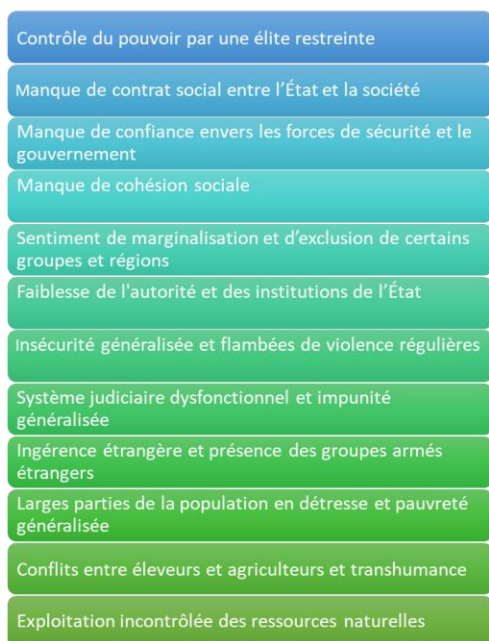 Contrôle du pouvoir par une élite restreinte
Manque de contrat social entre l'État et la société
Manque de confiance envers les forces de sécurité et le
gouvernement
Manque de cohésion sociale
Sentiment de marginalisation et d'exclusion de certains
groupes et régions
Faiblesse de l'autorité et des institutions de l'État
Insécurité généralisée et flambées de violence régulières
Système judiciaire dysfonctionnel et impunité
généralisée
Ingérence étrangère et présence des groupes armés
étrangers
Larges parties de la population en détresse et pauvreté
généralisée
Conflits entre éleveurs et agriculteurs et transhumance
Exploitation incontrôlée des ressources naturelles